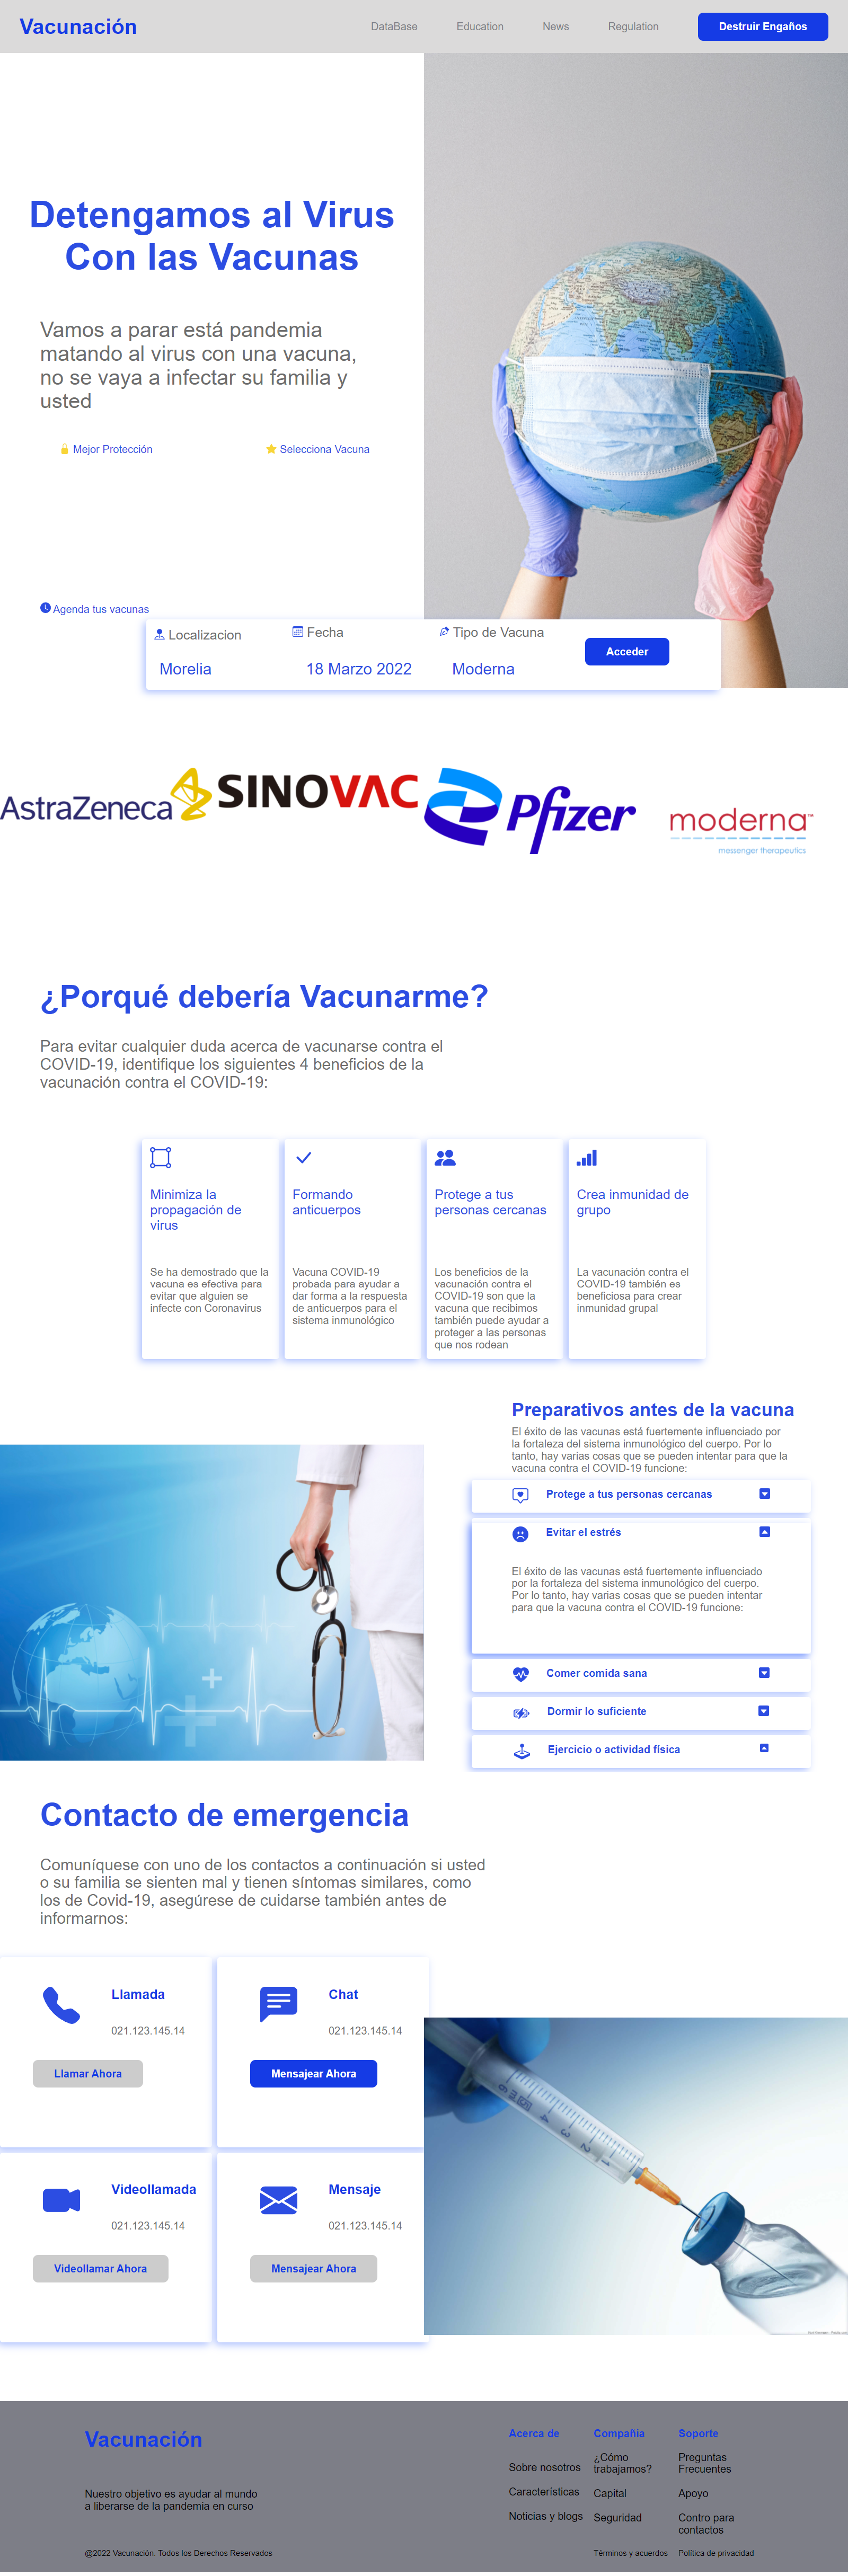 Vacunación
DataBase
Education
News
Regulation
Destruir Engaños
Detengamos al Virus
Con las Vacunas
Vamos a parar está pandemia
matando al virus con una vacuna,
no se vaya a infectar su familia y
usted
Mejor Protección
Selecciona Vacuna
Agenda tus vacunas
Localizacion
Fecha
Tipo de Vacuna
Acceder
Morelia
18 Marzo 2022
Moderna
AstraZeneca
SINOVAC
Pfizer
moderna™
messenger therapeutics
¿Porqué debería Vacunarme?
Para evitar cualquier duda acerca de vacunarse contra el
COVID-19, identifique los siguientes 4 beneficios de la
vacunación contra el COVID-19:
Minimiza la
propagación de
virus
Se ha demostrado que la
vacuna es efectiva para
evitar que alguien se
infecte con Coronavirus
Formando
anticuerpos
Vacuna COVID-19
probada para ayudar a
dar forma a la respuesta
de anticuerpos para el
sistema inmunológico
Protege a tus
personas cercanas
Los beneficios de la
vacunación contra el
COVID-19 son que la
vacuna que recibimos
también puede ayudar a
proteger a las personas
que nos rodean
Crea inmunidad de
grupo
La vacunación contra el
COVID-19 también es
beneficiosa para crear
inmunidad grupal
Preparativos antes de la vacuna
El éxito de las vacunas está fuertemente influenciado por
la fortaleza del sistema inmunológico del cuerpo. Por lo
tanto, hay varias cosas que se pueden intentar para que la
vacuna contra el COVID-19 funcione:
Protege a tus personas cercanas
Evitar el estrés
El éxito de las vacunas está fuertemente influenciado
por la fortaleza del sistema inmunológico del cuerpo.
Por lo tanto, hay varias cosas que se pueden intentar
para que la vacuna contra el COVID-19 funcione:
Comer comida sana
Dormir lo suficiente
Ejercicio o actividad física
Contacto de emergencia
Comuníquese con uno de los contactos a continuación si usted
o su familia se sienten mal y tienen síntomas similares, como
los de Covid-19, asegúrese de cuidarse también antes de
informarnos:
Llamada
021.123.145.14
Llamar Ahora
Chat
021.123.145.14
Mensajear Ahora
Videollamada
021.123.145.14
Videollamar Ahora
Mensaje
021.123.145.14
Mensajear Ahora
Vacunación
Nuestro objetivo es ayudar al mundo
a liberarse de la pandemia en curso
@2022 Vacunación. Todos los Derechos Reservados
Acerca de
Sobre nosotros
Características
Noticias y blogs
Compañia
¿Cómo
trabajamos?
Capital
Seguridad
Términos y acuerdos
Soporte
Preguntas
Frecuentes
Apoyo
Contro para
contactos
Política de privacidad